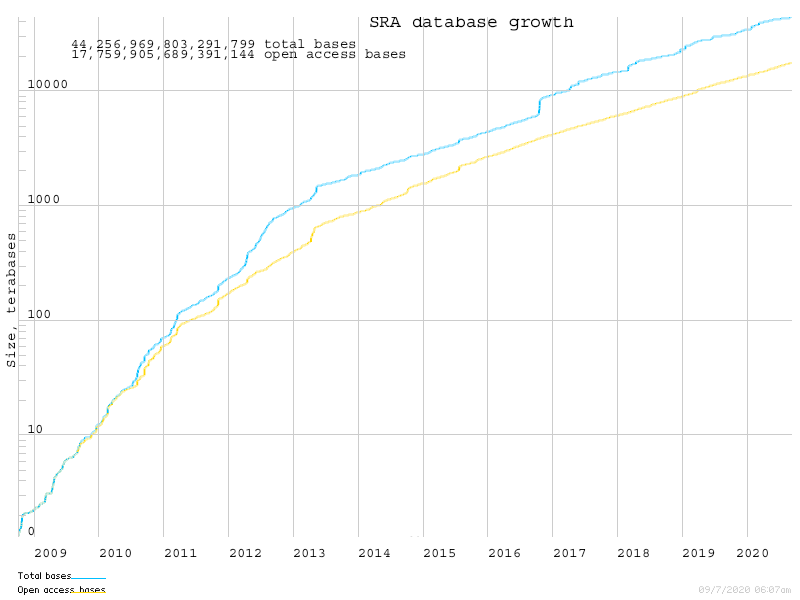 SRA database growth
44,256,969,803,291,799 total bases
17,759,905,689,391,144 open access bases
10000
1000
100
10
0
Size, terabases
2009 2010 2011 2012 2013 2014 2015 2016 2017 2018 2019 2020
Total bases
Open access bases
09/7/2020 06:07am